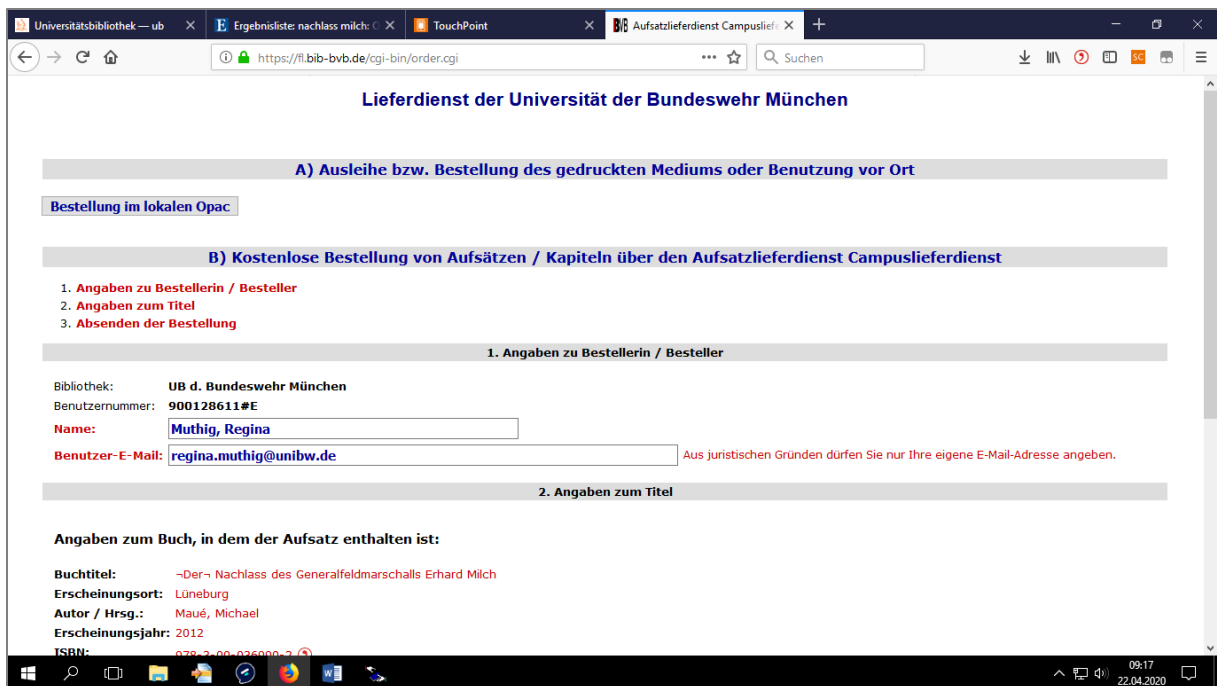 Universitätsbibliothek — ub
Ergebnisliste: nachlass milch:
TouchPoint
Aufsatzlieferdienst Campuslief
https://fl.bib-bvb.de/cgi-bin/order.cgi
Suchen
Lieferdienst der Universität der Bundeswehr München
A) Ausleihe bzw. Bestellung des gedruckten Mediums oder Benutzung vor Ort
Bestellung im lokalen Opac
B) Kostenlose Bestellung von Aufsätzen / Kapiteln über den Aufsatzlieferdienst Campuslieferdienst
1. Angaben zu Bestellerin / Besteller
2. Angaben zum Titel
3. Absenden der Bestellung
1. Angaben zu Bestellerin / Besteller
Bibliothek: UB d. Bundeswehr München
Benutzernummer: 900128611#E
Name: Muthig, Regina
Benutzer-E-Mail: regina.muthig@unibw.de Aus juristischen Gründen dürfen Sie nur Ihre eigene E-Mail-Adresse angeben.
2. Angaben zum Titel
Angaben zum Buch, in dem der Aufsatz enthalten ist:
Buchtitel: ¬Der¬ Nachlass des Generalfeldmarschalls Erhard Milch
Erscheinungsort: Lüneburg
Autor / Hrsg.: Maué, Michael
Erscheinungsjahr: 2012
ISBN:
09:17
22.04.2020